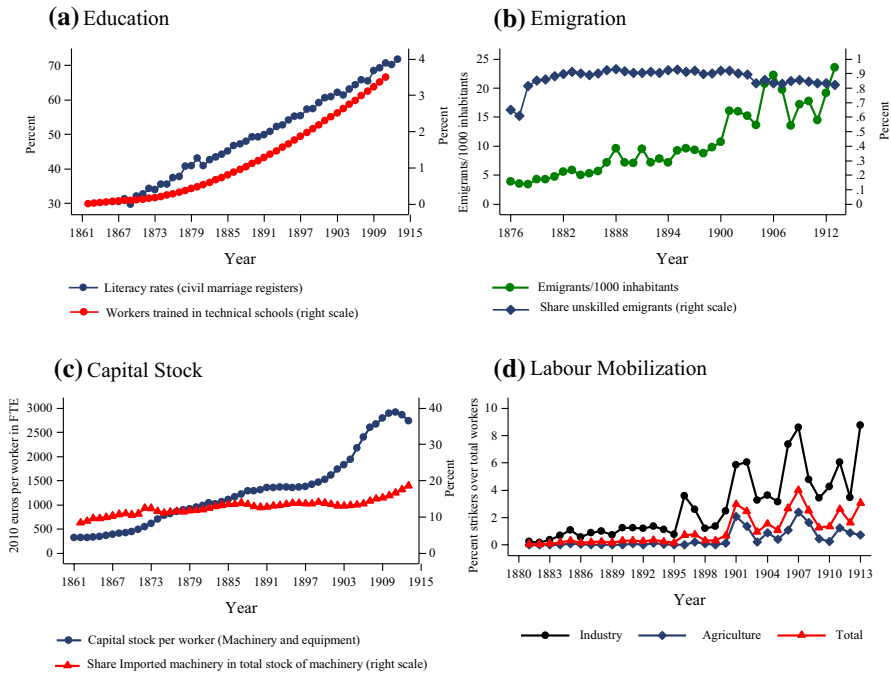 (a) Education
70
60
50
40
30
Percent
4
3
2
1
0
Percent
1861 1867 1873 1879 1885 1891 1897 1903 1909 1915
Year
Literacy rates (civil marriage registers)
Workers trained in technical schools (right scale)
(b) Emigration
25
20
15
10
5
0
Emigrants/1000 inhabitants
1
.9
.8
.7
.6
.5
.4
.3
.2
.1
0
Percent
1876 1882 1888 1894 1900 1906 1912
Year
Emigrants/1000 inhabitants
Share unskilled emigrants (right scale)
(c) Capital Stock
3000
2500
2000
1500
1000
500
0
2010 euros per worker in FTE
40
30
20
10
0
Percent
1861 1867 1873 1879 1885 1891 1897 1903 1909 1915
Year
Capital stock per worker (Machinery and equipment)
Share Imported machinery in total stock of machinery (right scale)
(d) Labour Mobilization
10
8
6
4
2
0
Percent strikers over total workers
1880 1883 1886 1889 1892 1895 1898 1901 1904 1907 1910 1913
Year
Industry Agriculture Total